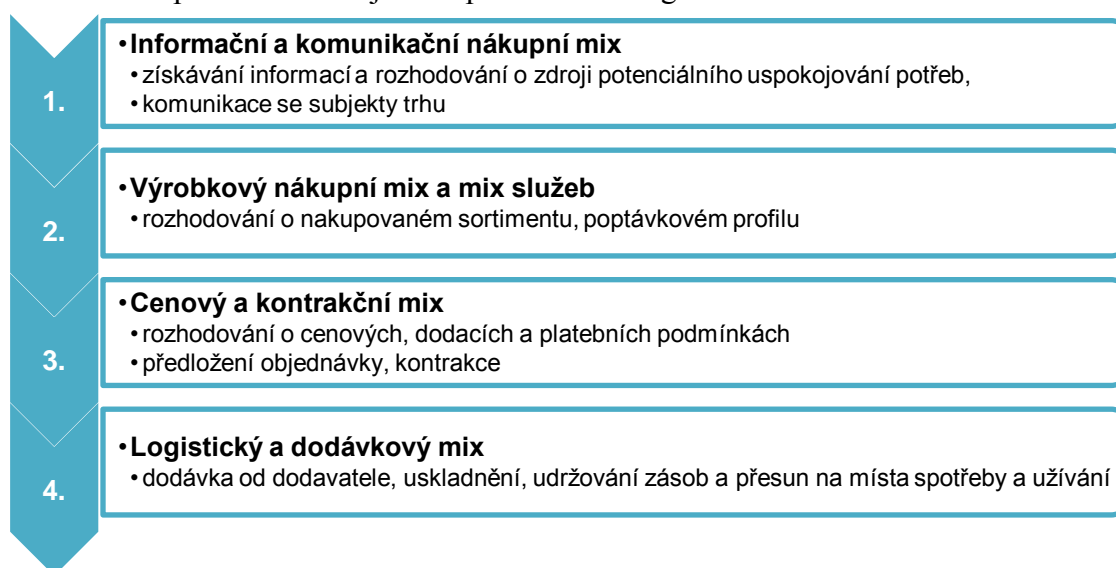 1.
•Informační a komunikační nákupní mix
•získávání informací a rozhodování o zdroji potenciálního uspokojování potřeb,
•komunikace se subjekty trhu
2.
•Výrobkový nákupní mix a mix služeb
•rozhodování o nakupovaném sortimentu, poptávkovém profilu
3.
•Cenový a kontrakční mix
•rozhodování o cenových, dodacích a platebních podmínkách
•předložení objednávky, kontrakce
4.
•Logistický a dodávkový mix
•dodávka od dodavatele, uskladnění, udržování zásob a přesun na místa spotřeby a užívání